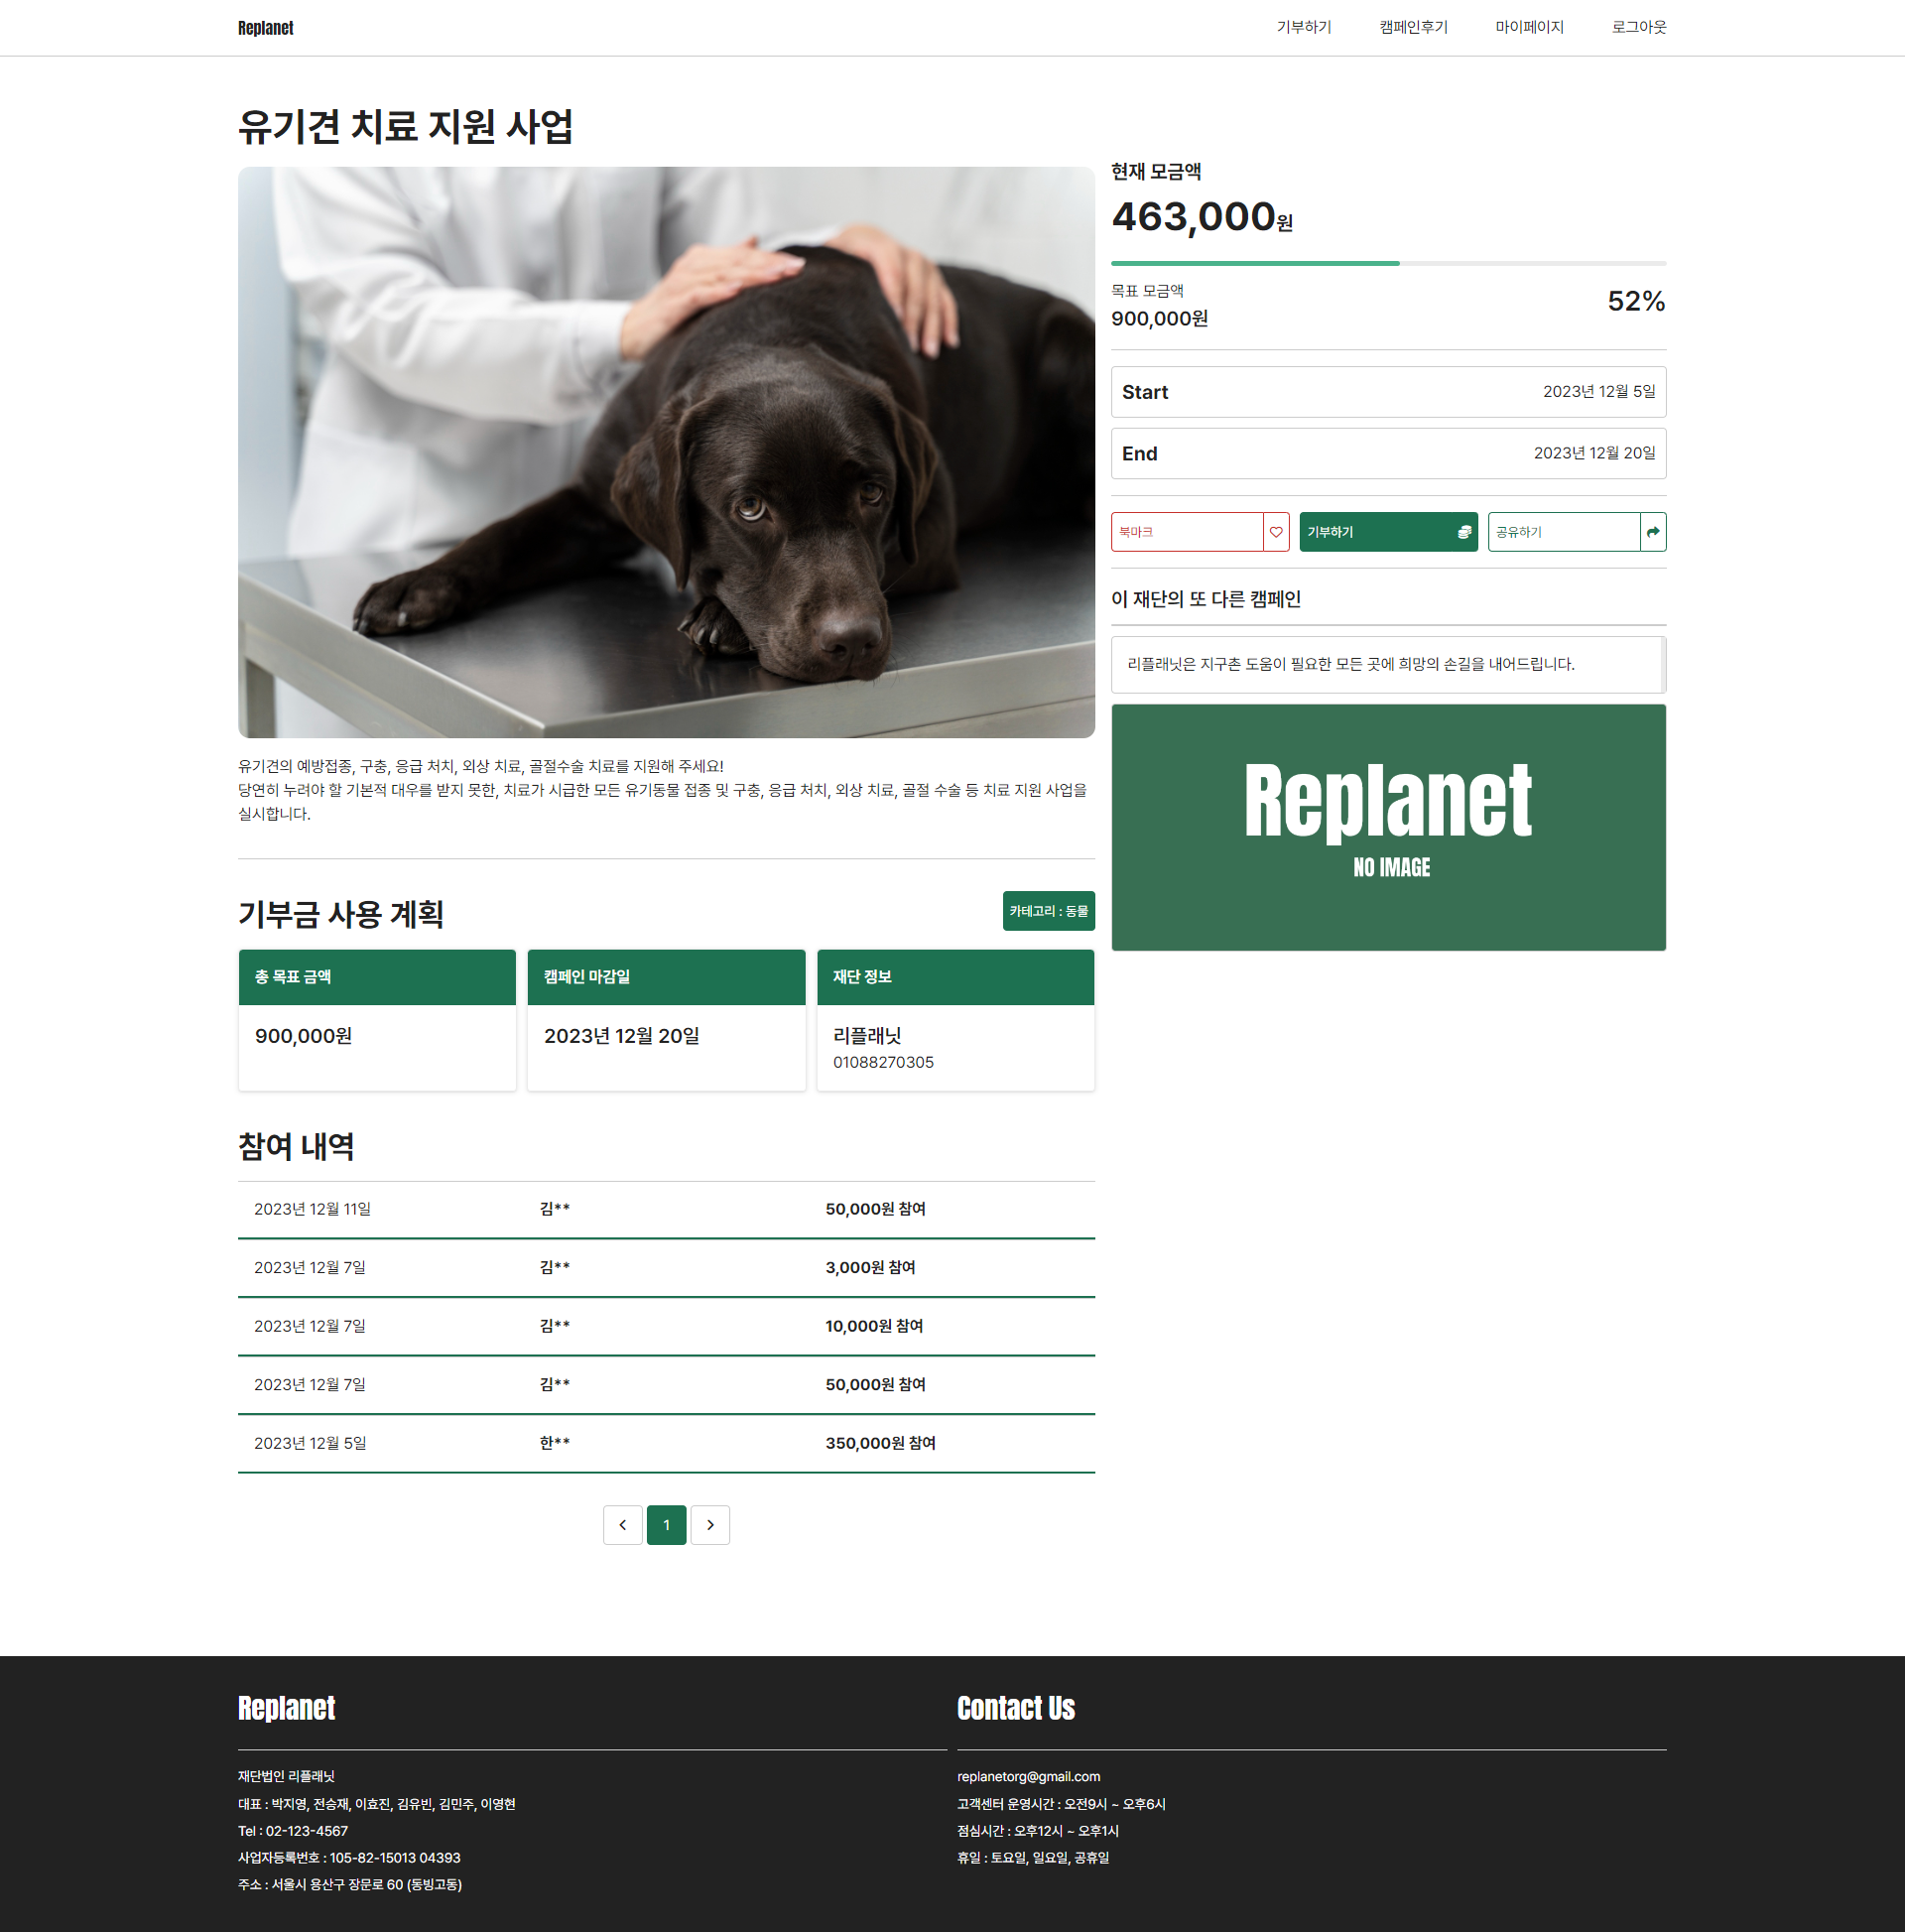 Replanet
기부하기
캠페인후기
마이페이지
로그아웃
유기견 치료 지원 사업
현재 모금액
463,000원
목표 모금액
900,000원
52%
Start
2023년 12월 5일
End
2023년 12월 20일
북마크
기부하기
공유하기
이 재단의 또 다른 캠페인
리플래닛은 지구촌 도움이 필요한 모든 곳에 희망의 손길을 내어드립니다.
Replanet
NO IMAGE
유기견의 예방접종, 구충, 응급 처치, 외상 치료, 골절수술 치료를 지원해 주세요!
당연히 누려야 할 기본적 대우를 받지 못한, 치료가 시급한 모든 유기동물 접종 및 구충, 응급 처치, 외상 치료, 골절 수술 등 치료 지원 사업을
실시합니다.
기부금 사용 계획
카테고리 : 동물
총 목표 금액
900,000원
캠페인 마감일
2023년 12월 20일
재단 정보
리플래닛
01088270305
참여 내역
2023년 12월 11일 김** 50,000원 참여
2023년 12월 7일 김** 3,000원 참여
2023년 12월 7일 김** 10,000원 참여
2023년 12월 7일 김** 50,000원 참여
2023년 12월 5일 한** 350,000원 참여
1
Replanet
재단법인 리플래닛
대표 : 박지영, 전승재, 이효진, 김유빈, 김민주, 이영현
Tel : 02-123-4567
사업자등록번호 : 105-82-15013 04393
주소 : 서울시 용산구 장문로 60 (동빙고동)
Contact Us
replanetorg@gmail.com
고객센터 운영시간 : 오전9시 ~ 오후6시
점심시간 : 오후12시 ~ 오후1시
휴일 : 토요일, 일요일, 공휴일